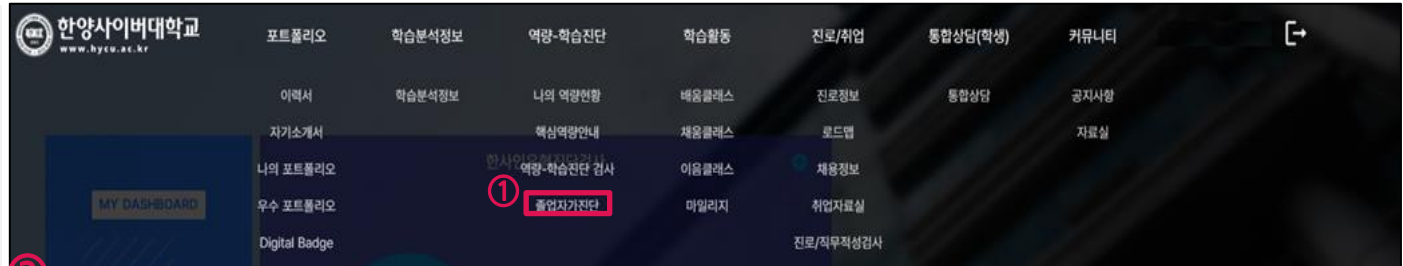 한양사이버대학교
www.hycu.ac.kr
포트폴리오 학습분석정보 역량-학습진단 학습활동 진로/취업 통합상담(학생) 커뮤니티
이력서 학습분석정보 나의 역량현황 배움클래스 진로정보 통합상담 공지사항
자기소개서 핵심역량안내 채움클래스 로드맵 자료실
나의 포트폴리오 역량-학습진단 검사 이음클래스 채용정보
MY DASHBOARD 우수 포트폴리오 ① 졸업자가진단 마일리지 취업자료실
Digital Badge 진로/직무적성검사